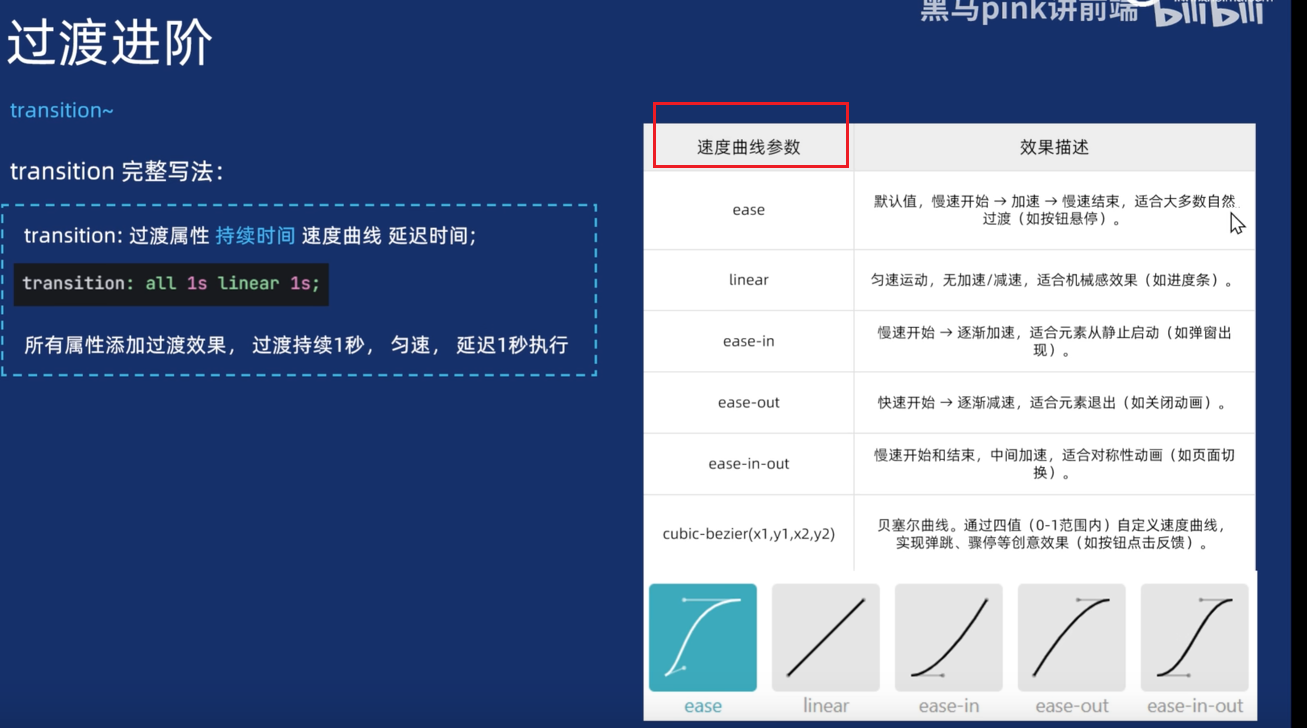 黑马pink讲前端
bilibili
过渡进阶
transition~
transition 完整写法：
transition: 过渡属性 持续时间 速度曲线 延迟时间;
transition: all 1s linear 1s;
所有属性添加过渡效果， 过渡持续1秒， 匀速， 延迟1秒执行
速度曲线参数
效果描述
ease
默认值，慢速开始 → 加速 → 慢速结束，适合大多数自然
过渡（如按钮悬停）。
linear
匀速运动，无加速/减速，适合机械感效果（如进度条）。
ease-in
慢速开始 → 逐渐加速，适合元素从静止启动（如弹窗出
现）。
ease-out
快速开始 → 逐渐减速，适合元素退出（如关闭动画）。
ease-in-out
慢速开始和结束，中间加速，适合对称性动画（如页面切
换）。
cubic-bezier(x1,y1,x2,y2)
贝塞尔曲线。通过四值（0-1范围内）自定义速度曲线，
实现弹跳、骤停等创意效果（如按钮点击反馈）。
ease
linear
ease-in
ease-out
ease-in-out